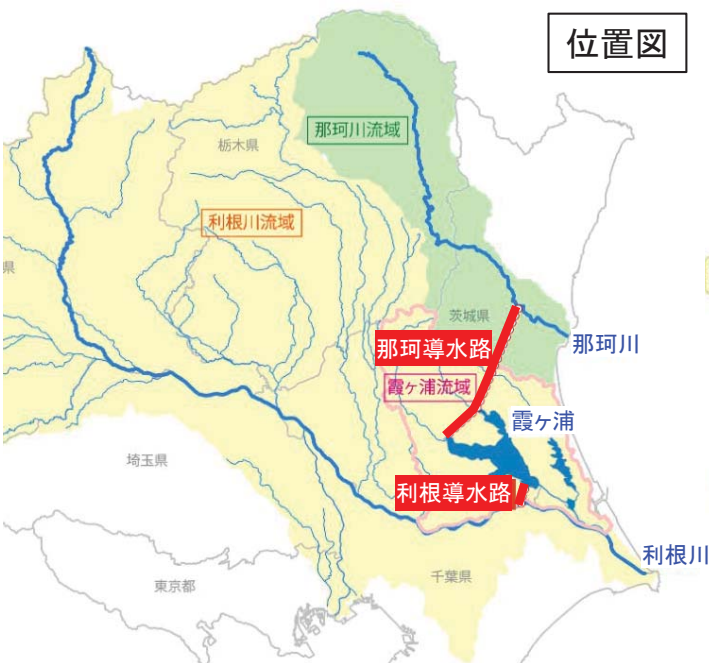 位置図
那珂川流域
栃木県
利根川流域
県
茨城県
那珂川
那珂導水路
霞ヶ浦流域
霞ヶ浦
埼玉県
利根導水路
利根川
東京都
千葉県